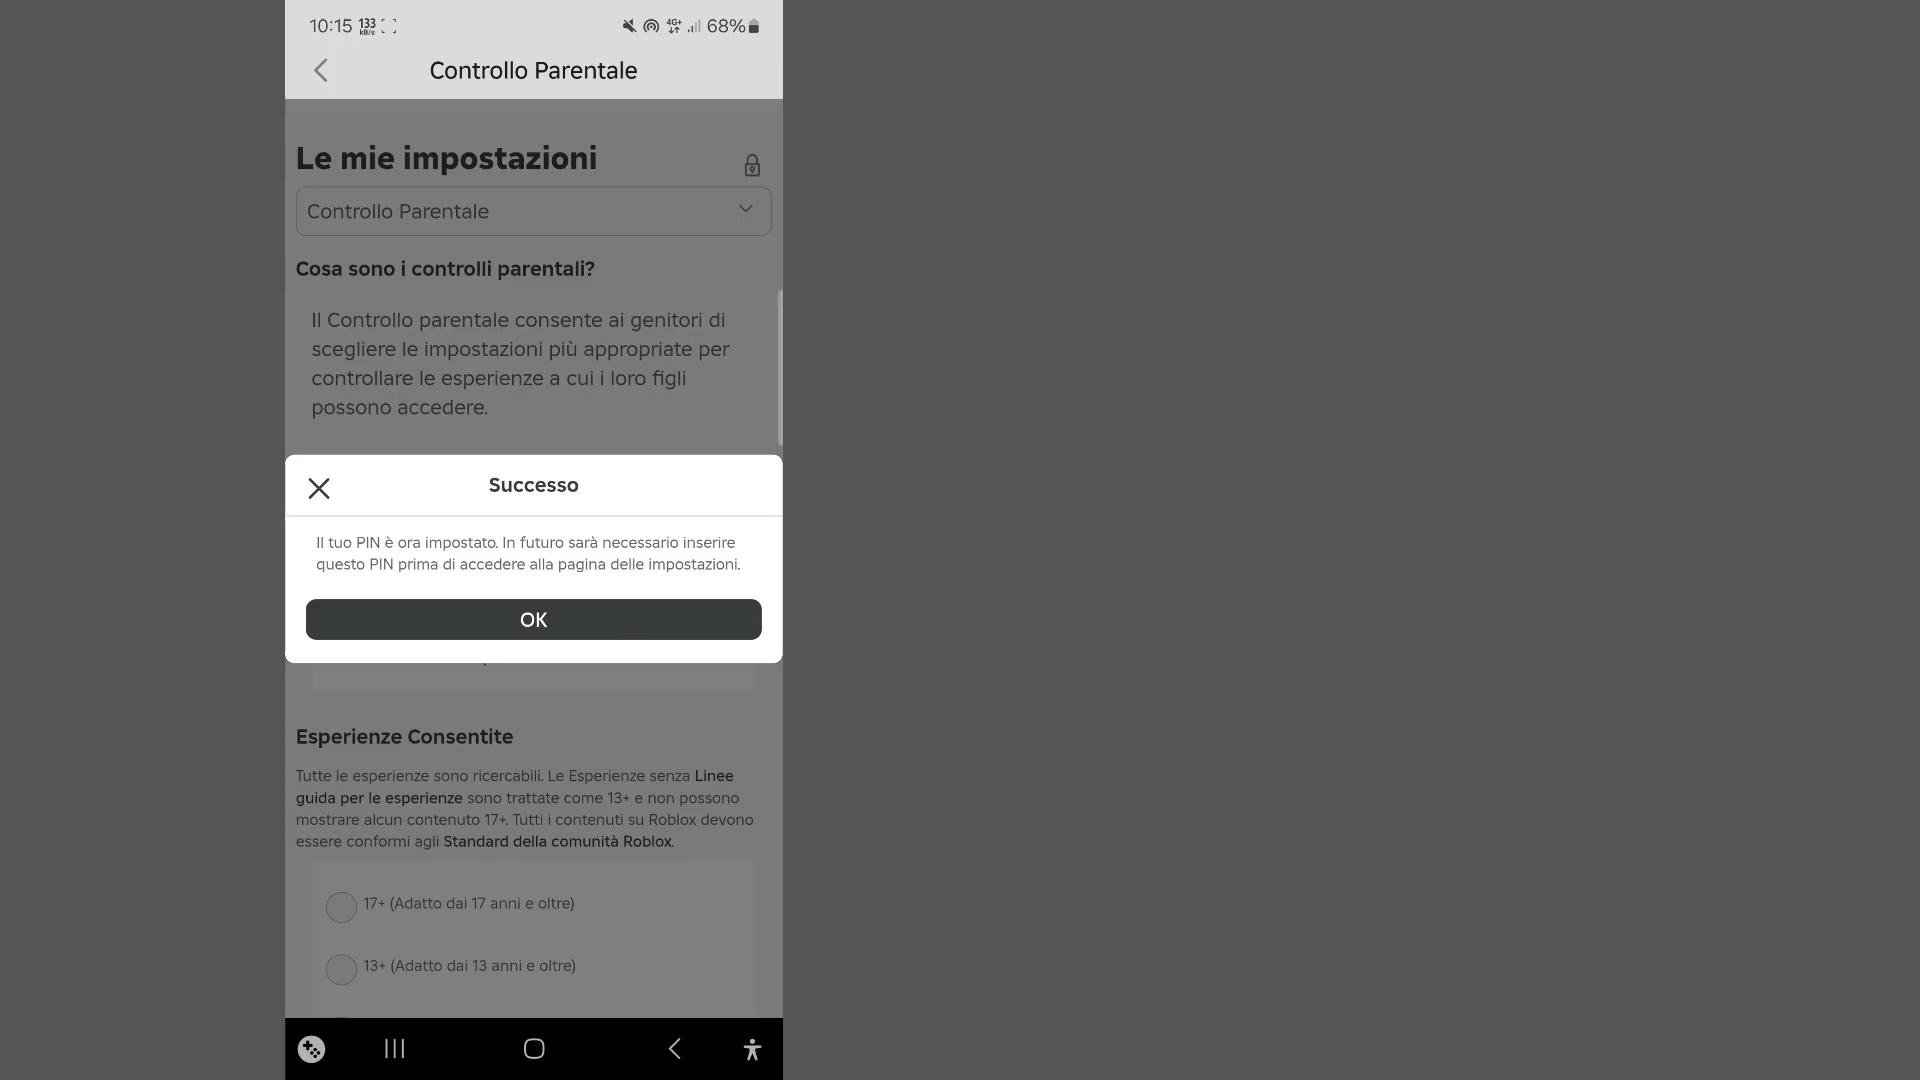 10:15 133 kB/s 4G+ 68%
Controllo Parentale
Le mie impostazioni
Controllo Parentale
Cosa sono i controlli parentali?
Il Controllo parentale consente ai genitori di
scegliere le impostazioni più appropriate per
controllare le esperienze a cui i loro figli
possono accedere.
Successo
Il tuo PIN è ora impostato. In futuro sarà necessario inserire
questo PIN prima di accedere alla pagina delle impostazioni.
OK
Esperienze Consentite
Tutte le esperienze sono ricercabili. Le Esperienze senza Linee
guida per le esperienze sono trattate come 13+ e non possono
mostrare alcun contenuto 17+. Tutti i contenuti su Roblox devono
essere conformi agli Standard della comunità Roblox.
17+ (Adatto dai 17 anni e oltre)
13+ (Adatto dai 13 anni e oltre)